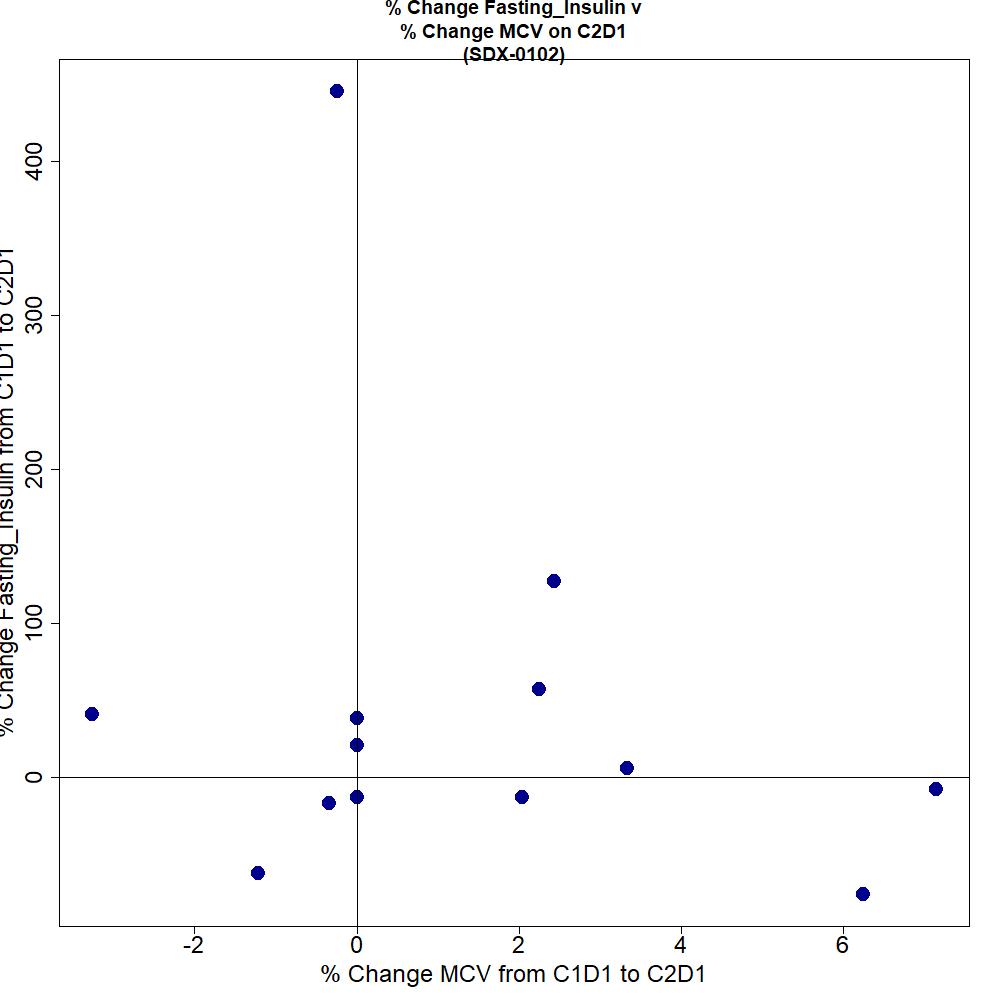 % Change Fasting_Insulin v
% Change MCV on C2D1
(SDX-0102)
% Change Fasting_Insulin from C1D1 to C2D1
400
300
200
100
0
-2
0
2
4
6
% Change MCV from C1D1 to C2D1